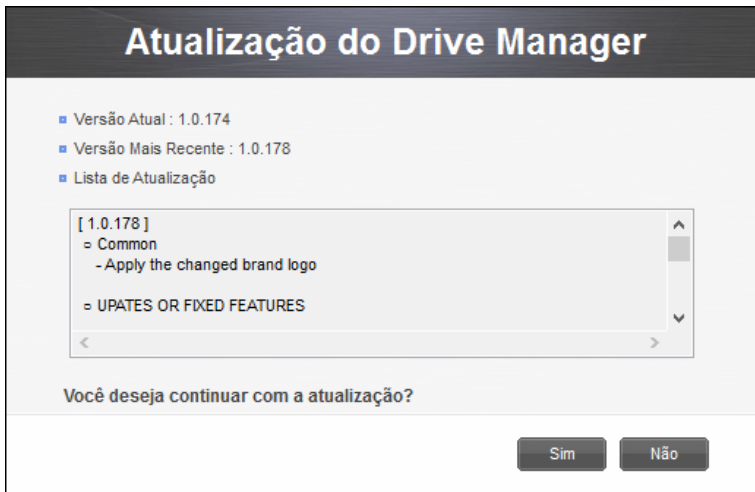 Atualização do Drive Manager
Versão Atual : 1.0.174
Versão Mais Recente : 1.0.178
Lista de Atualização
[ 1.0.178 ]
▫ Common
- Apply the changed brand logo
▫ UPATES OR FIXED FEATURES
Você deseja continuar com a atualização?
Sim
Não